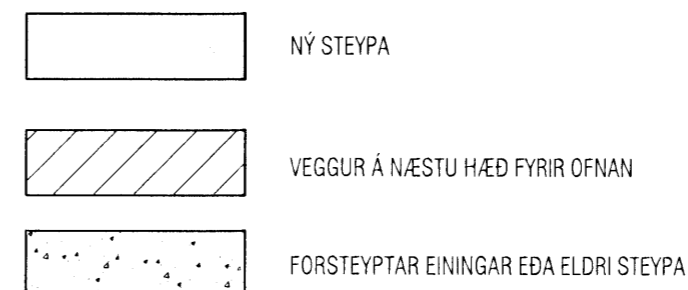 NÝ STEYPA
VEGGUR Á NÆSTU HÆÐ FYRIR OFNAN
FORSTEYPTAR EININGAR EÐA ELDRI STEYPA